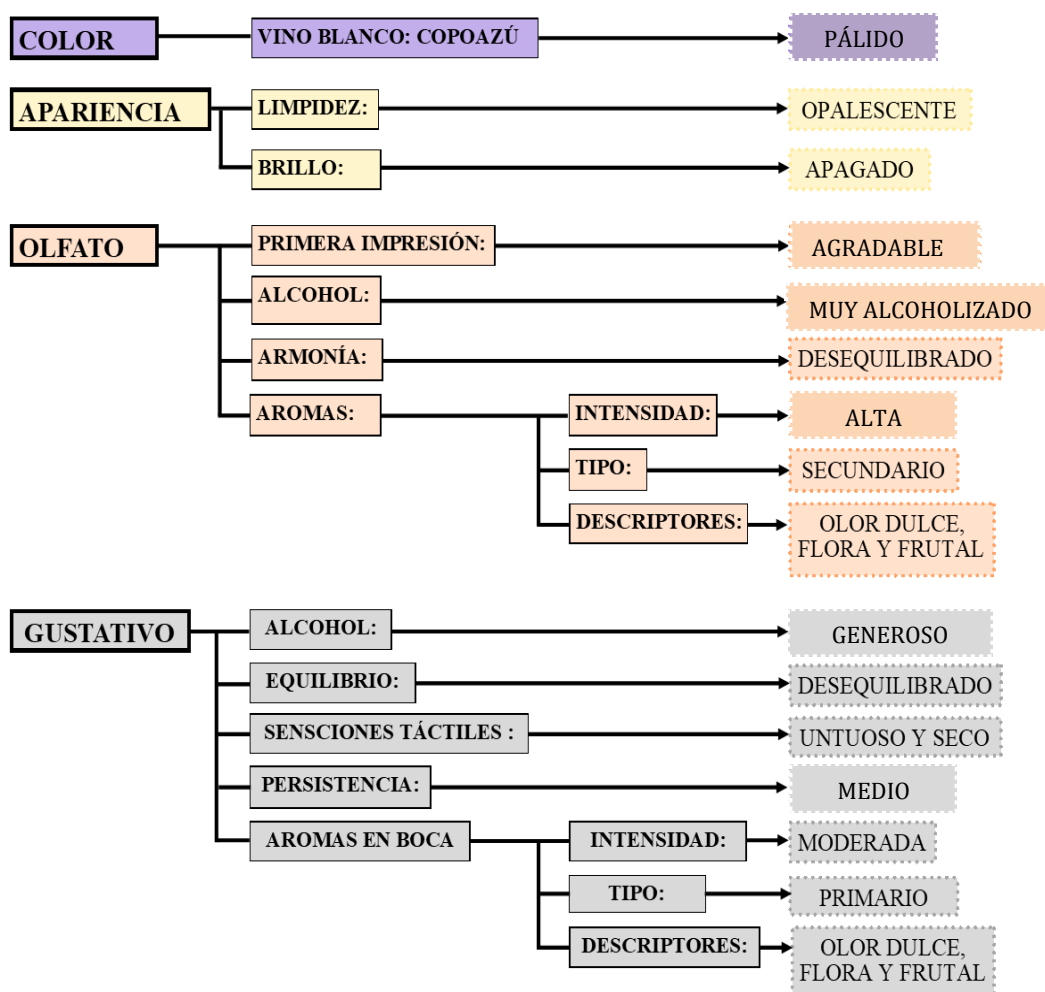 COLOR
VINO BLANCO: COPOAZÚ
PÁLIDO
APARIENCIA
LIMPIDEZ:
OPALESCENTE
BRILLO:
APAGADO
OLFATO
PRIMERA IMPRESIÓN:
AGRADABLE
ALCOHOL:
MUY ALCOHOLIZADO
ARMONÍA:
DESEQUILIBRADO
AROMAS:
INTENSIDAD:
ALTA
TIPO:
SECUNDARIO
DESCRIPTORES:
OLOR DULCE,
FLORA Y FRUTAL
GUSTATIVO
ALCOHOL:
GENEROSO
EQUILIBRIO:
DESEQUILIBRADO
SENSCIONES TÁCTILES :
UNTUOSO Y SECO
PERSISTENCIA:
MEDIO
AROMAS EN BOCA
INTENSIDAD:
MODERADA
TIPO:
PRIMARIO
DESCRIPTORES:
OLOR DULCE,
FLORA Y FRUTAL